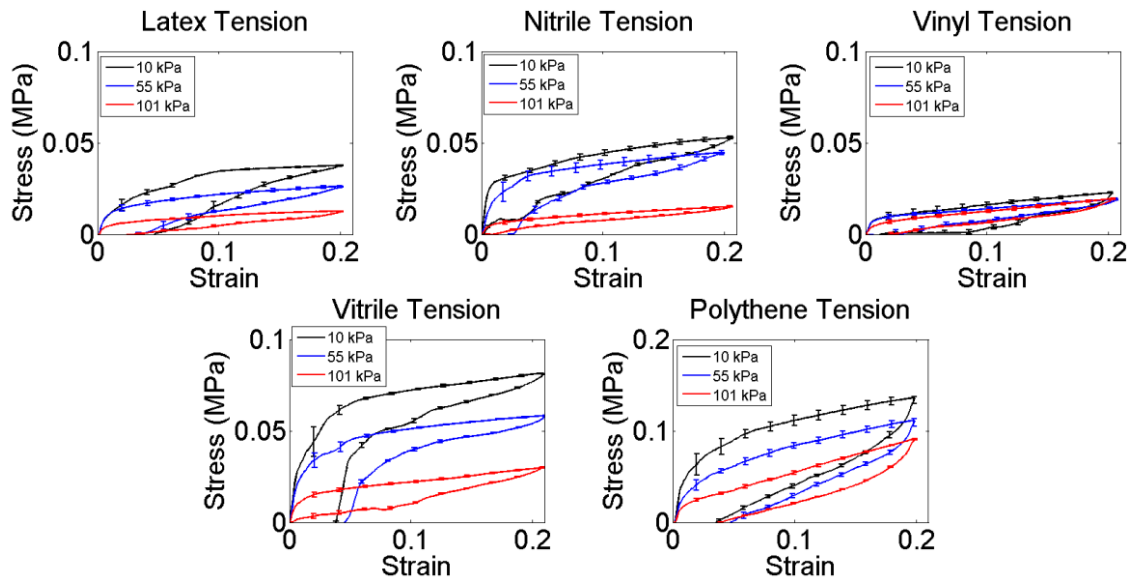 Latex Tension
0.1
0.05
0
Stress (MPa)
10 kPa
55 kPa
101 kPa
0 0.1 0.2
Strain
Nitrile Tension
0.1
0.05
0
Stress (MPa)
10 kPa
55 kPa
101 kPa
0 0.1 0.2
Strain
Vinyl Tension
0.1
0.05
0
Stress (MPa)
10 kPa
55 kPa
101 kPa
0 0.1 0.2
Strain
Vitrile Tension
0.1
0.05
0
Stress (MPa)
10 kPa
55 kPa
101 kPa
0 0.1 0.2
Strain
Polythene Tension
0.2
0.1
0
Stress (MPa)
10 kPa
55 kPa
101 kPa
0 0.1 0.2
Strain